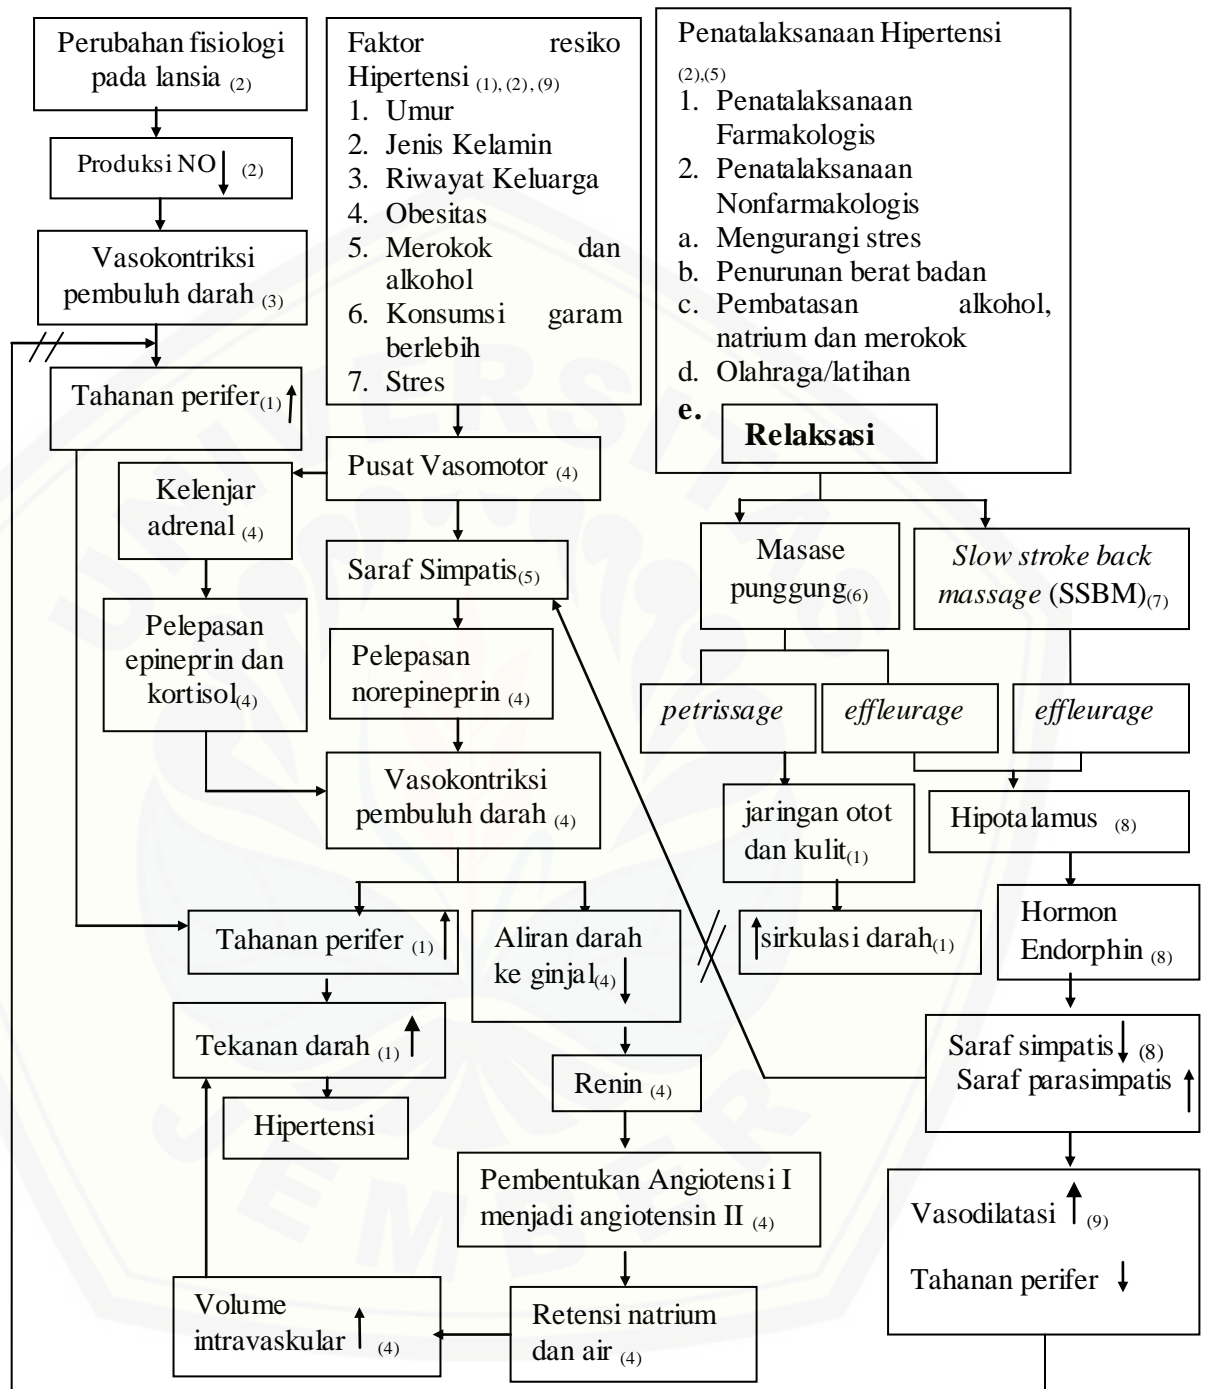 Perubahan fisiologi
pada lansia (2)
Produksi NO ↓ (2)
Vasokontriksi
pembuluh darah (3)
Tahanan perifer(1) ↑
Faktor resiko
Hipertensi (1), (2), (9)
1. Umur
2. Jenis Kelamin
3. Riwayat Keluarga
4. Obesitas
5. Merokok dan
alkohol
6. Konsumsi garam
berlebih
7. Stres
Penatalaksanaan Hipertensi
(2),(5)
1. Penatalaksanaan
Farmakologis
2. Penatalaksanaan
Nonfarmakologis
a. Mengurangi stres
b. Penurunan berat badan
c. Pembatasan alkohol,
natrium dan merokok
d. Olahraga/latihan
e. Relaksasi
Pusat Vasomotor (4)
Kelenjar
adrenal (4)
Saraf Simpatis(5)
Pelepasan
epineprin dan
kortisol(4)
Pelepasan
norepineprin (4)
Vasokontriksi
pembuluh darah (4)
Tahanan perifer (1) ↑
Aliran darah
ke ginjal(4) ↓
Tekanan darah (1) ↑
Hipertensi
Renin (4)
Pembentukan Angiotensi I
menjadi angiotensin II (4)
Retensi natrium
dan air (4)
Volume
intravaskular ↑ (4)
Masase
punggung(6)
Slow stroke back
massage (SSBM)(7)
petrissage
effleurage
effleurage
jaringan otot
dan kulit(1)
↑sirkulasi darah(1)
Hipotalamus (8)
Hormon
Endorphin (8)
Saraf simpatis↓ (8)
Saraf parasimpatis ↑
Vasodilatasi ↑ (9)
Tahanan perifer ↓
UNIVERSITAS
JEMBER